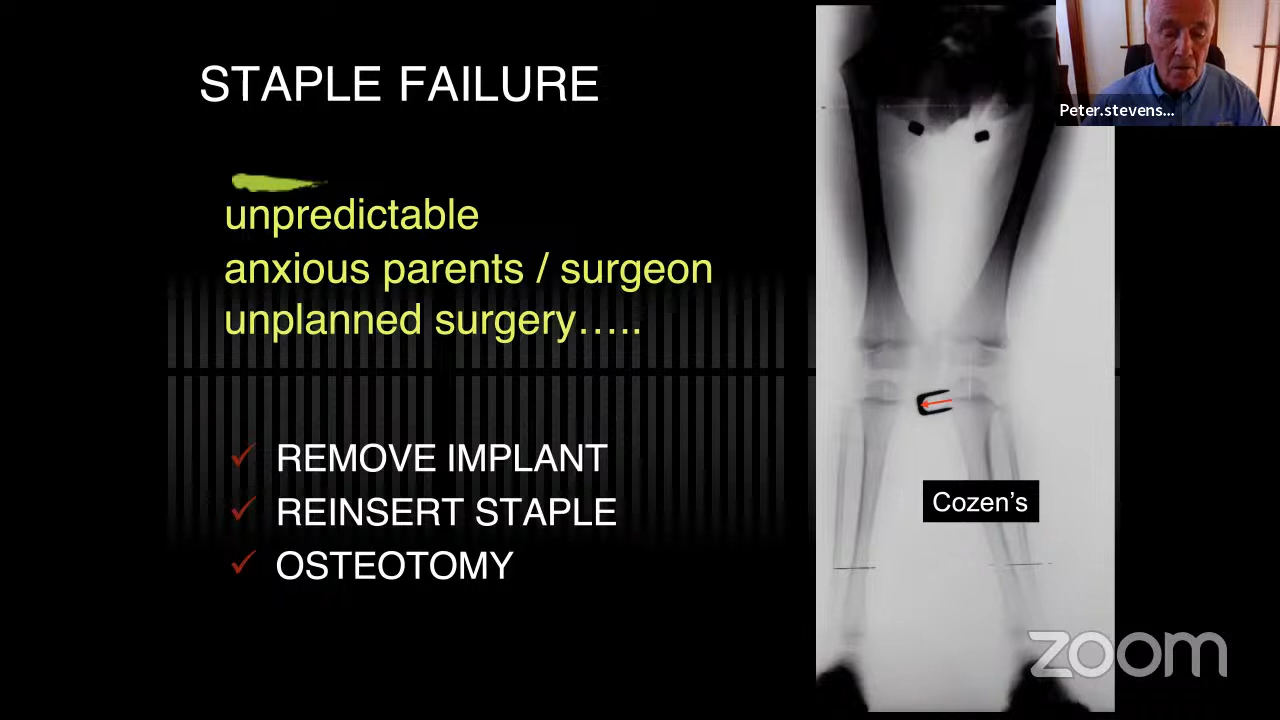 STAPLE FAILURE
unpredictable
anxious parents / surgeon
unplanned surgery.....
✓ REMOVE IMPLANT
✓ REINSERT STAPLE
✓ OSTEOTOMY
Peter.stevens...
Cozen's
zoom